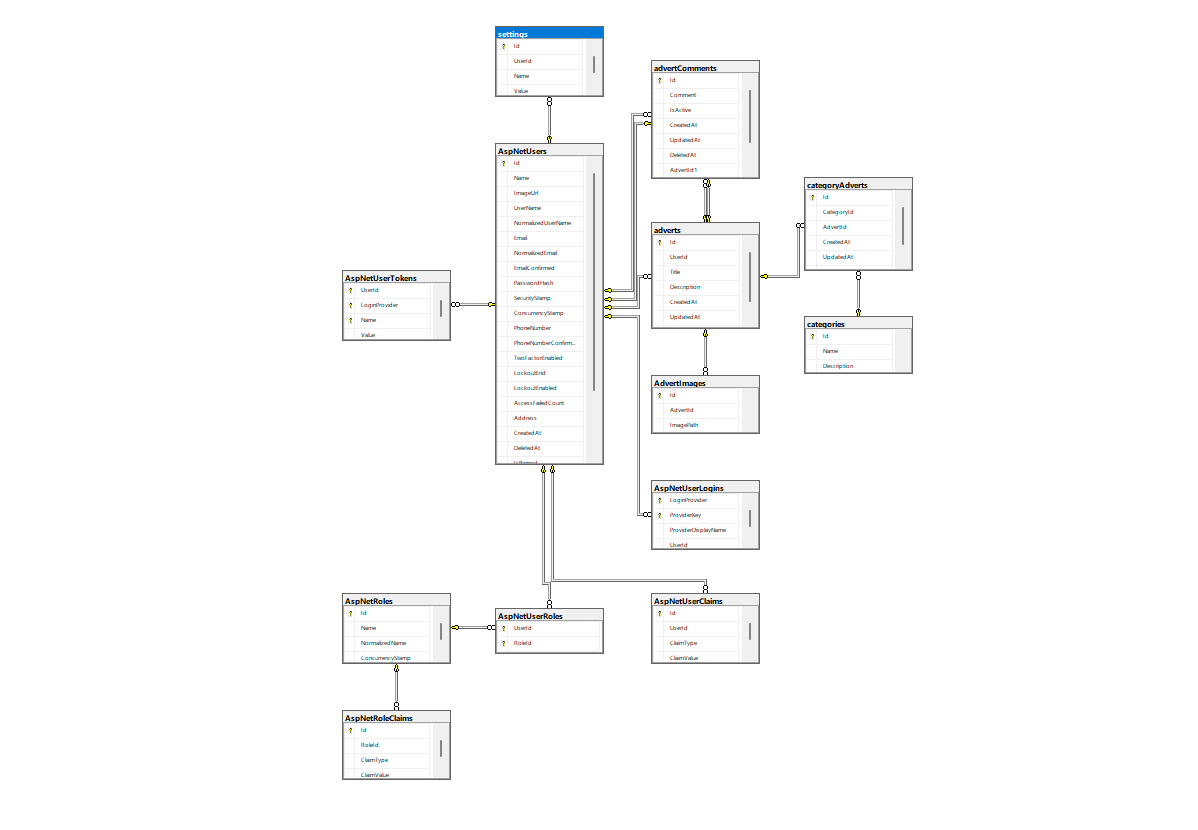 settings
Id
UserId
Name
Value
advertComments
Id
Comment
IsActive
CreatedAt
UpdatedAt
DeletedAt
AdvertId1
AspNetUsers
Id
Name
ImageUrl
UserName
NormalizedUserName
Email
NormalizedEmail
EmailConfirmed
PasswordHash
SecurityStamp
ConcurrencyStamp
PhoneNumber
PhoneNumberConfirm...
TwoFactorEnabled
LockoutEnd
LockoutEnabled
AccessFailedCount
Address
CreatedAt
DeletedAt
categoryAdverts
Id
CategoryId
AdvertId
CreatedAt
UpdatedAt
adverts
Id
UserId
Title
Description
CreatedAt
UpdatedAt
AspNetUserTokens
UserId
LoginProvider
Name
Value
categories
Id
Name
Description
AdvertImages
Id
AdvertId
ImagePath
AspNetUserLogins
LoginProvider
ProviderKey
ProviderDisplayName
UserId
AspNetRoles
Id
Name
NormalizedName
ConcurrencyStamp
AspNetUserRoles
UserId
RoleId
AspNetUserClaims
Id
UserId
ClaimType
ClaimValue
AspNetRoleClaims
Id
RoleId
ClaimType
ClaimValue